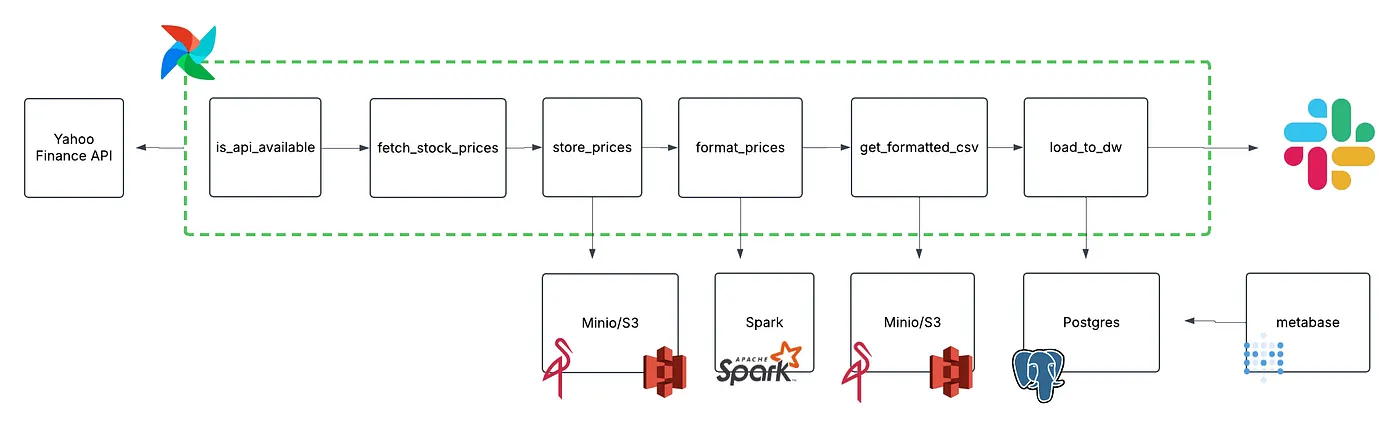 Yahoo
Finance API
is_api_available
fetch_stock_prices
store_prices
format_prices
get_formatted_csv
load_to_dw
Minio/S3
Spark
APACHE
Spark
Minio/S3
Postgres
metabase